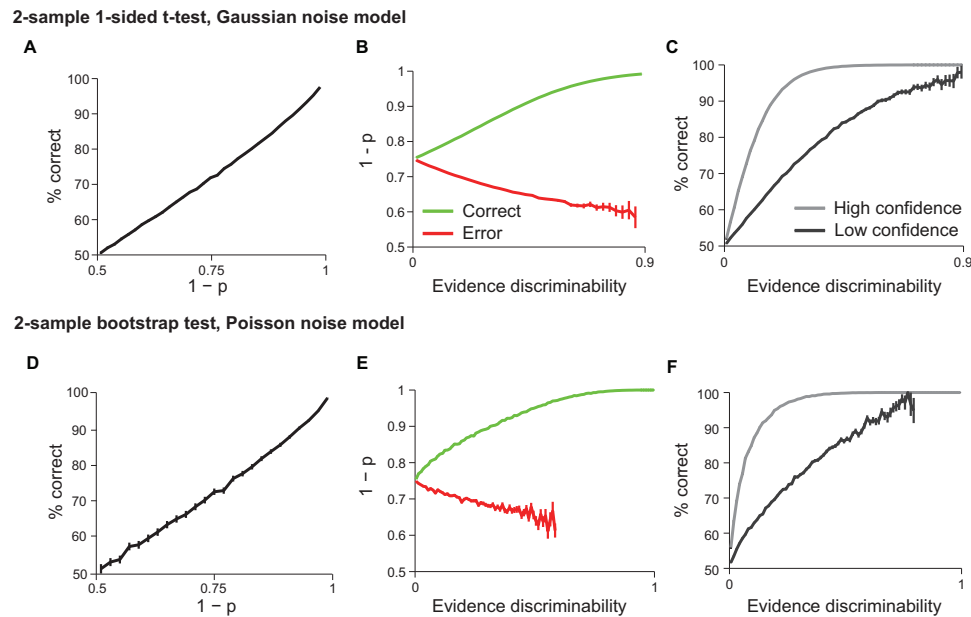 2-sample 1-sided t-test, Gaussian noise model
A
B
C
100
90
80
70
60
50
% correct
0.5
0.75
1
1 − p
1
0.9
0.8
0.7
0.6
0.5
1 - p
Correct
Error
0
0.9
Evidence discriminability
100
90
80
70
60
50
% correct
High confidence
Low confidence
0
0.9
Evidence discriminability
2-sample bootstrap test, Poisson noise model
D
E
F
100
90
80
70
60
50
% correct
0.5
0.75
1
1 − p
1
0.9
0.8
0.7
0.6
0.5
1 − p
0
1
Evidence discriminability
100
90
80
70
60
50
% correct
0
1
Evidence discriminability